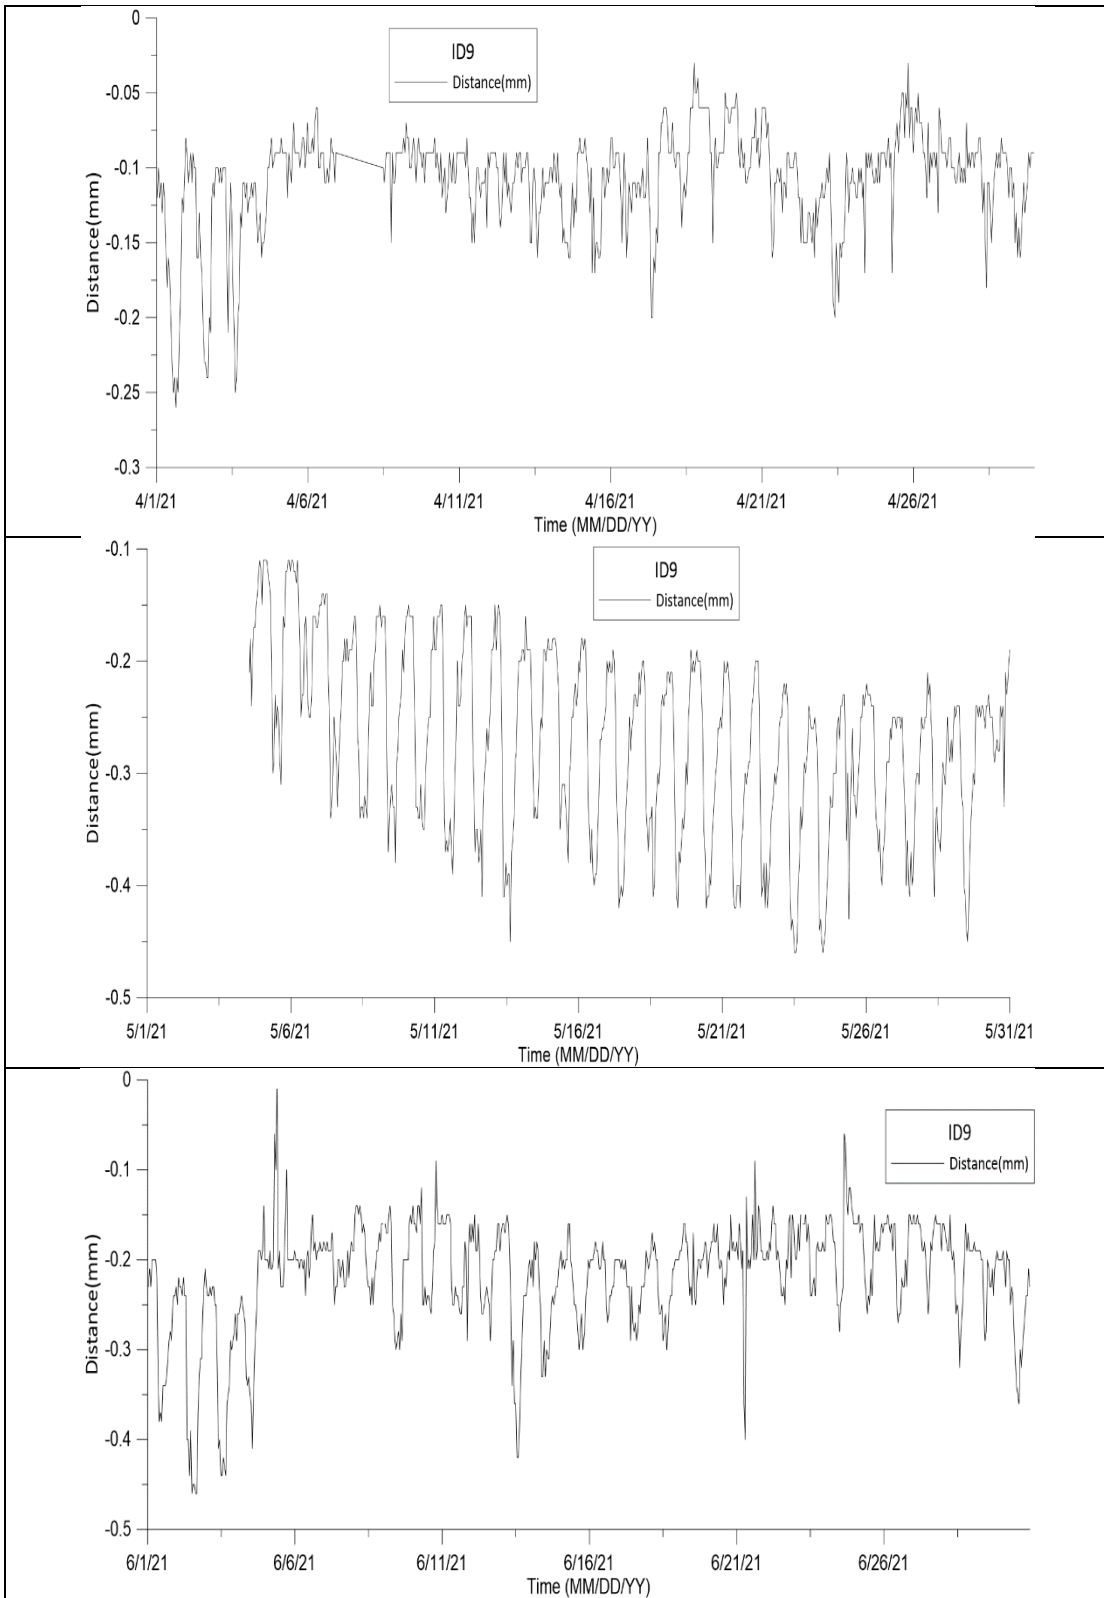 0
-0.05
-0.1
-0.15
-0.2
-0.25
-0.3
Distance(mm)
ID9
Distance(mm)
4/1/21 4/6/21 4/11/21 4/16/21 4/21/21 4/26/21
Time (MM/DD/YY)
-0.1
-0.2
-0.3
-0.4
-0.5
Distance(mm)
ID9
Distance(mm)
5/1/21 5/6/21 5/11/21 5/16/21 5/21/21 5/26/21 5/31/21
Time (MM/DD/YY)
0
-0.1
-0.2
-0.3
-0.4
-0.5
Distance(mm)
ID9
Distance(mm)
6/1/21 6/6/21 6/11/21 6/16/21 6/21/21 6/26/21
Time (MM/DD/YY)